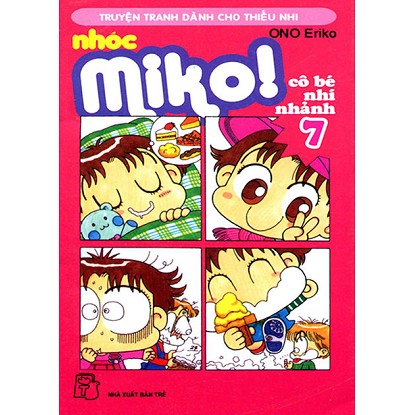 TRUYỆN TRANH DÀNH CHO THIẾU NHI
ONO Eriko
nhóc
Miko!
cô bé
nhí
nhảnh
7
NHÀ XUẤT BẢN TRẺ